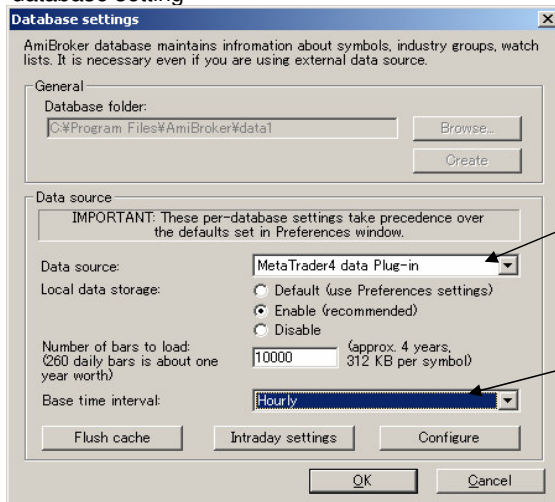 database setting
Database settings
AmiBroker database maintains infromation about symbols, industry groups, watch
lists. It is necessary even if you are using external data source.
General
Database folder:
C:¥Program Files¥AmiBroker¥data1
Browse...
Create
Data source
IMPORTANT: These per-database settings take precedence over
the defaults set in Preferences window.
Data source:
MetaTrader4 data Plug-in
Local data storage:
Default (use Preferences settings)
Enable (recommended)
Disable
Number of bars to load:
(260 daily bars is about one
year worth)
10000
(approx. 4 years,
312 KB per symbol)
Base time interval:
Hourly
Flush cache
Intraday settings
Configure
OK
Cancel